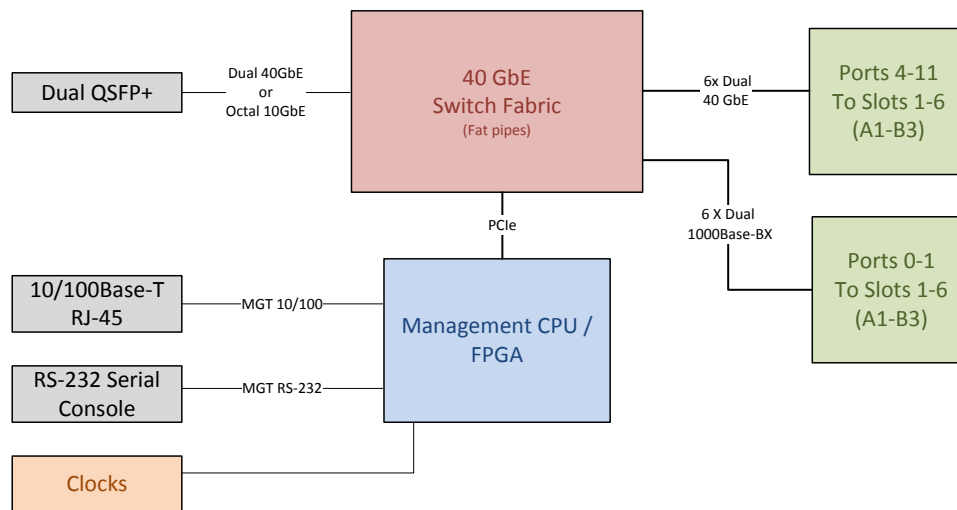 Dual QSFP+
Dual 40GbE
or
Octal 10GbE
40 GbE
Switch Fabric
(Fat pipes)
6x Dual
40 GbE
Ports 4-11
To Slots 1-6
(A1-B3)
PCIe
6 X Dual
1000Base-BX
Ports 0-1
To Slots 1-6
(A1-B3)
10/100Base-T
RJ-45
MGT 10/100
Management CPU /
FPGA
RS-232 Serial
Console
MGT RS-232
Clocks